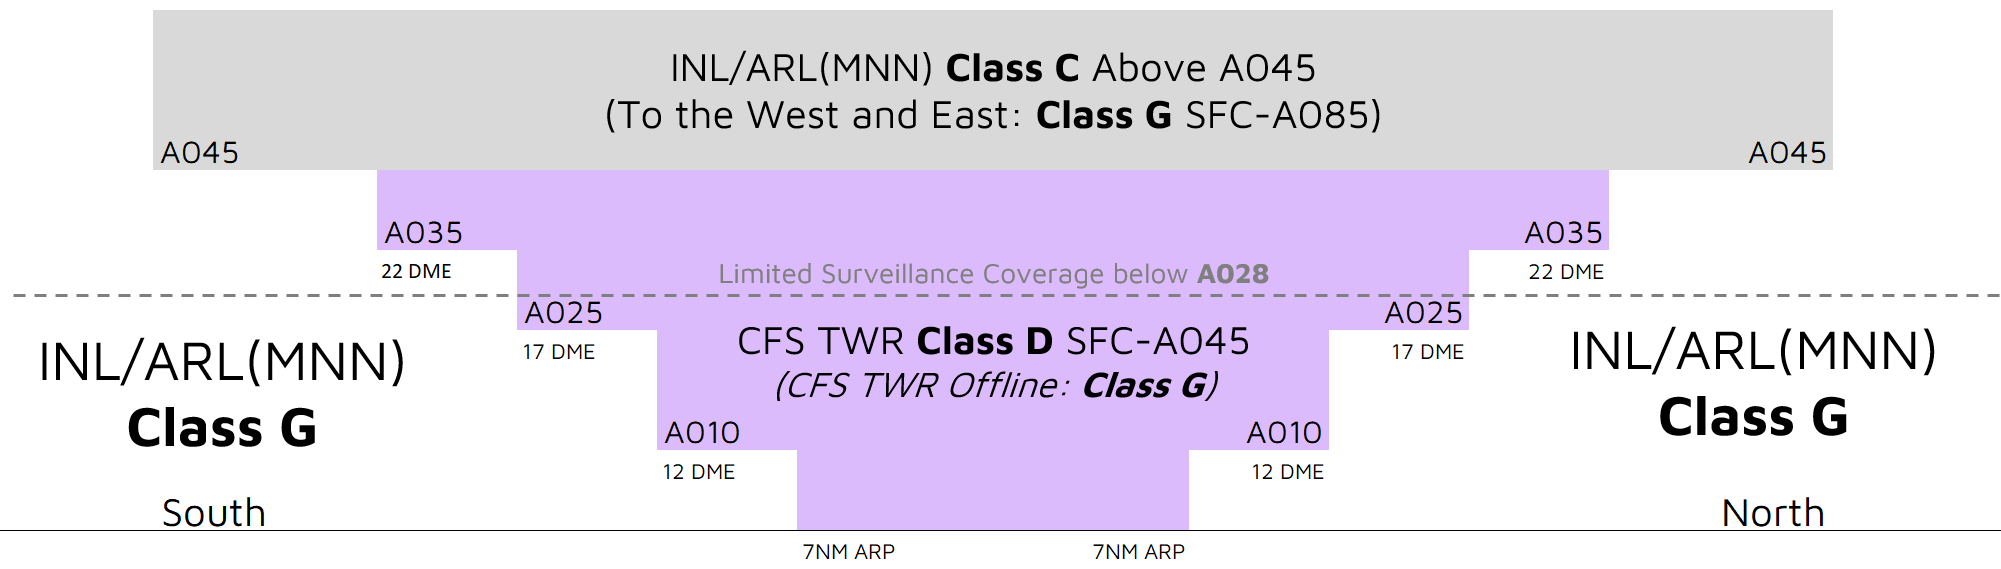 INL/ARL(MNN) Class C Above A045
(To the West and East: Class G SFC-A085)
A045
A045
A035
A035
22 DME
22 DME
Limited Surveillance Coverage below A028
A025
A025
CFS TWR Class D SFC-A045
17 DME
17 DME
(CFS TWR Offline: Class G)
INL/ARL(MNN)
Class G
INL/ARL(MNN)
Class G
A010
A010
12 DME
12 DME
South
North
7NM ARP
7NM ARP